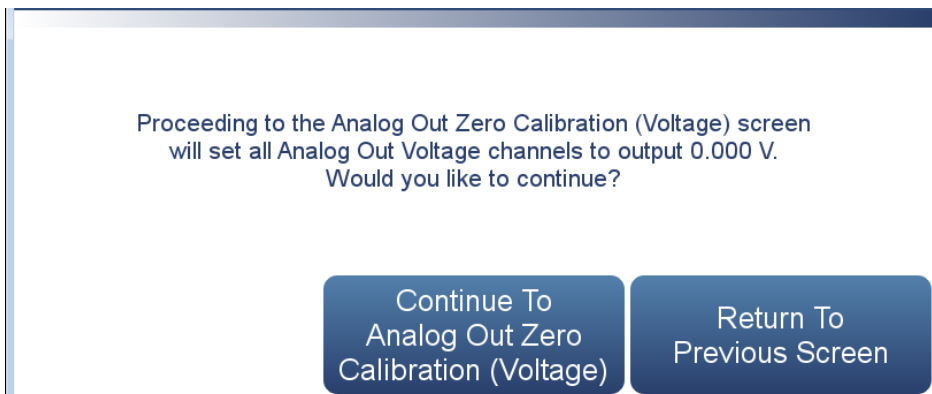 Proceeding to the Analog Out Zero Calibration (Voltage) screen
will set all Analog Out Voltage channels to output 0.000 V.
Would you like to continue?
Continue To
Analog Out Zero
Calibration (Voltage)
Return To
Previous Screen